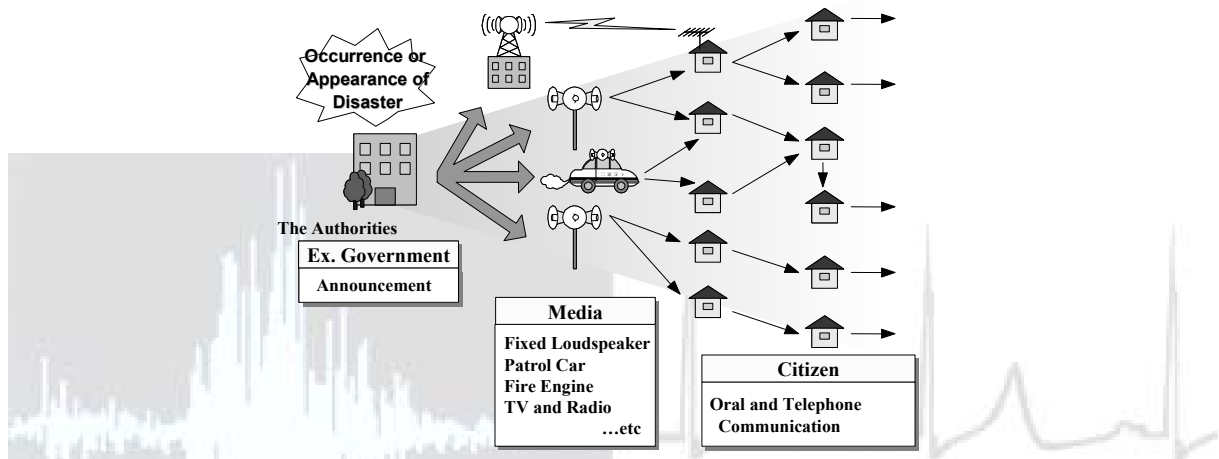 Occurrence or
Appearance of
Disaster
The Authorities
Ex. Government
Announcement
Media
Fixed Loudspeaker
Patrol Car
Fire Engine
TV and Radio
…etc
Citizen
Oral and Telephone
Communication